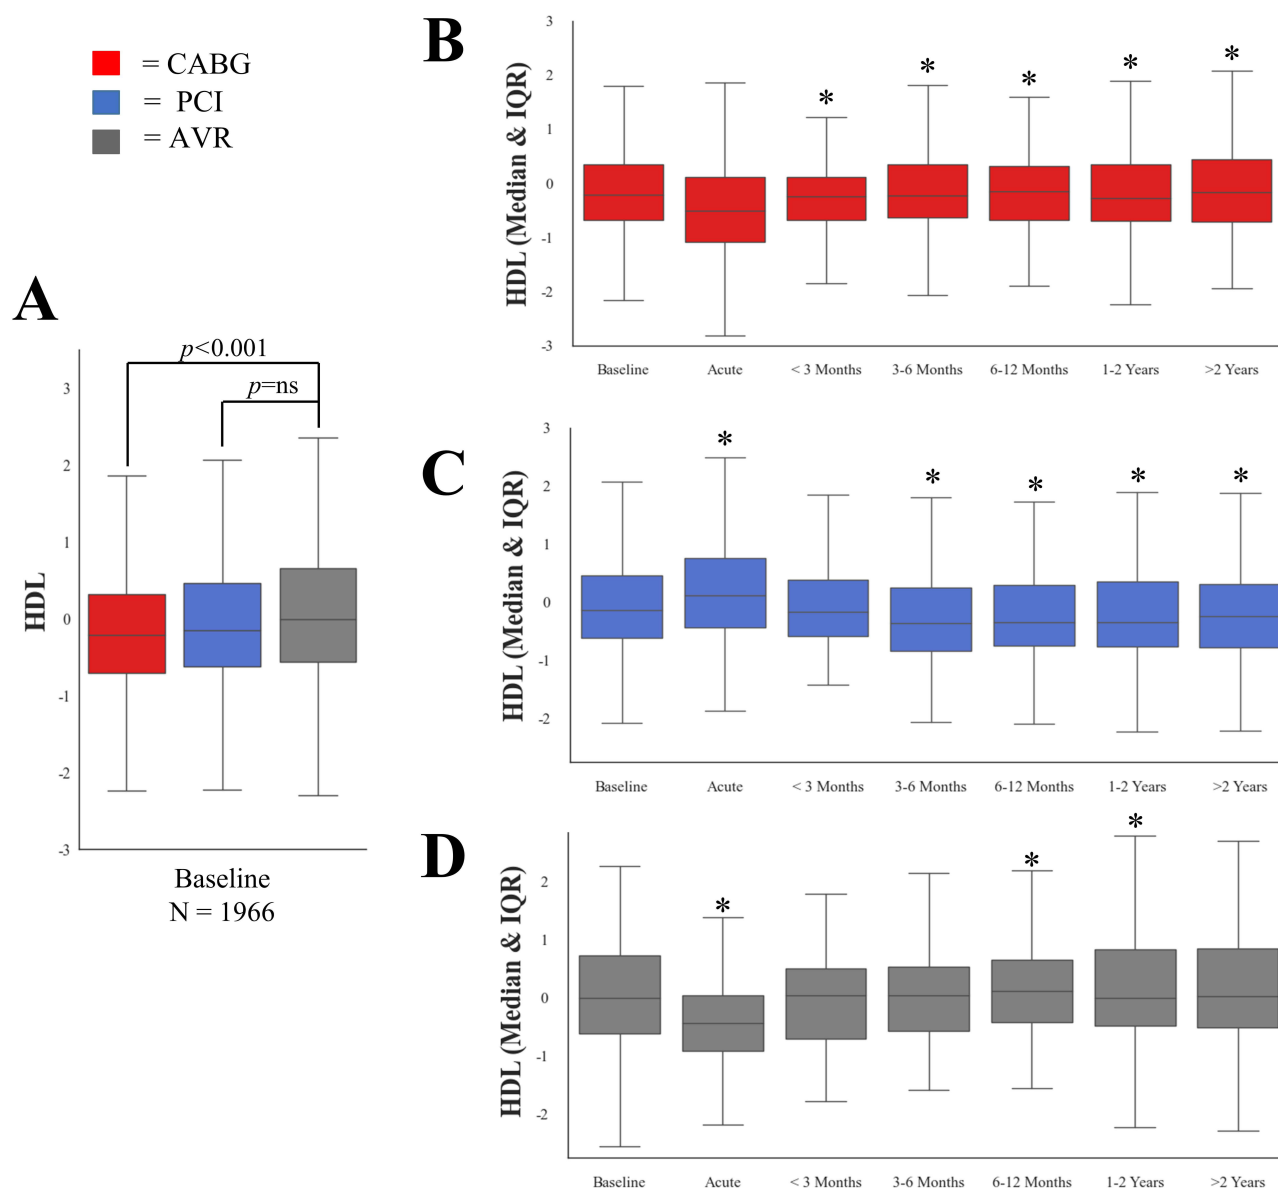 = CABG
= PCI
= AVR
A
p<0.001
p=ns
HDL
3
2
1
0
-1
-2
-3
Baseline
N = 1966
B
HDL (Median & IQR)
3
2
1
0
-1
-2
-3
* * * * *
Baseline Acute < 3 Months 3-6 Months 6-12 Months 1-2 Years >2 Years
C
HDL (Median & IQR)
3
2
1
0
-1
-2
* * * * *
Baseline Acute < 3 Months 3-6 Months 6-12 Months 1-2 Years >2 Years
D
HDL (Median & IQR)
2
1
0
-1
-2
* * *
Baseline Acute < 3 Months 3-6 Months 6-12 Months 1-2 Years >2 Years